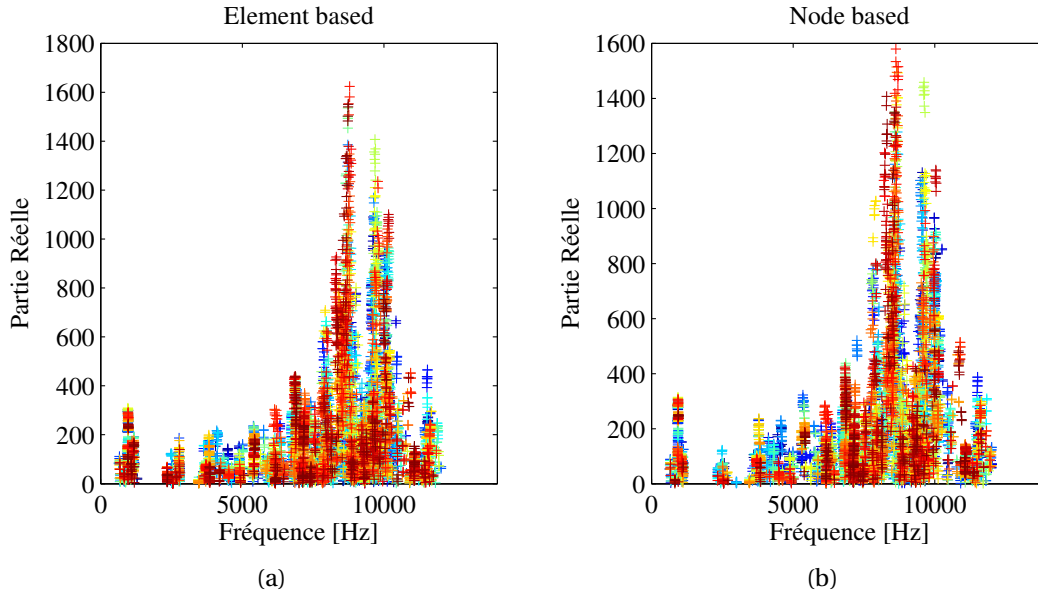 Element based
1800
1600
1400
1200
1000
800
600
400
200
0
Partie Réelle
0 5000 10000
Fréquence [Hz]
(a)
Node based
1600
1400
1200
1000
800
600
400
200
0
Partie Réelle
0 5000 10000
Fréquence [Hz]
(b)